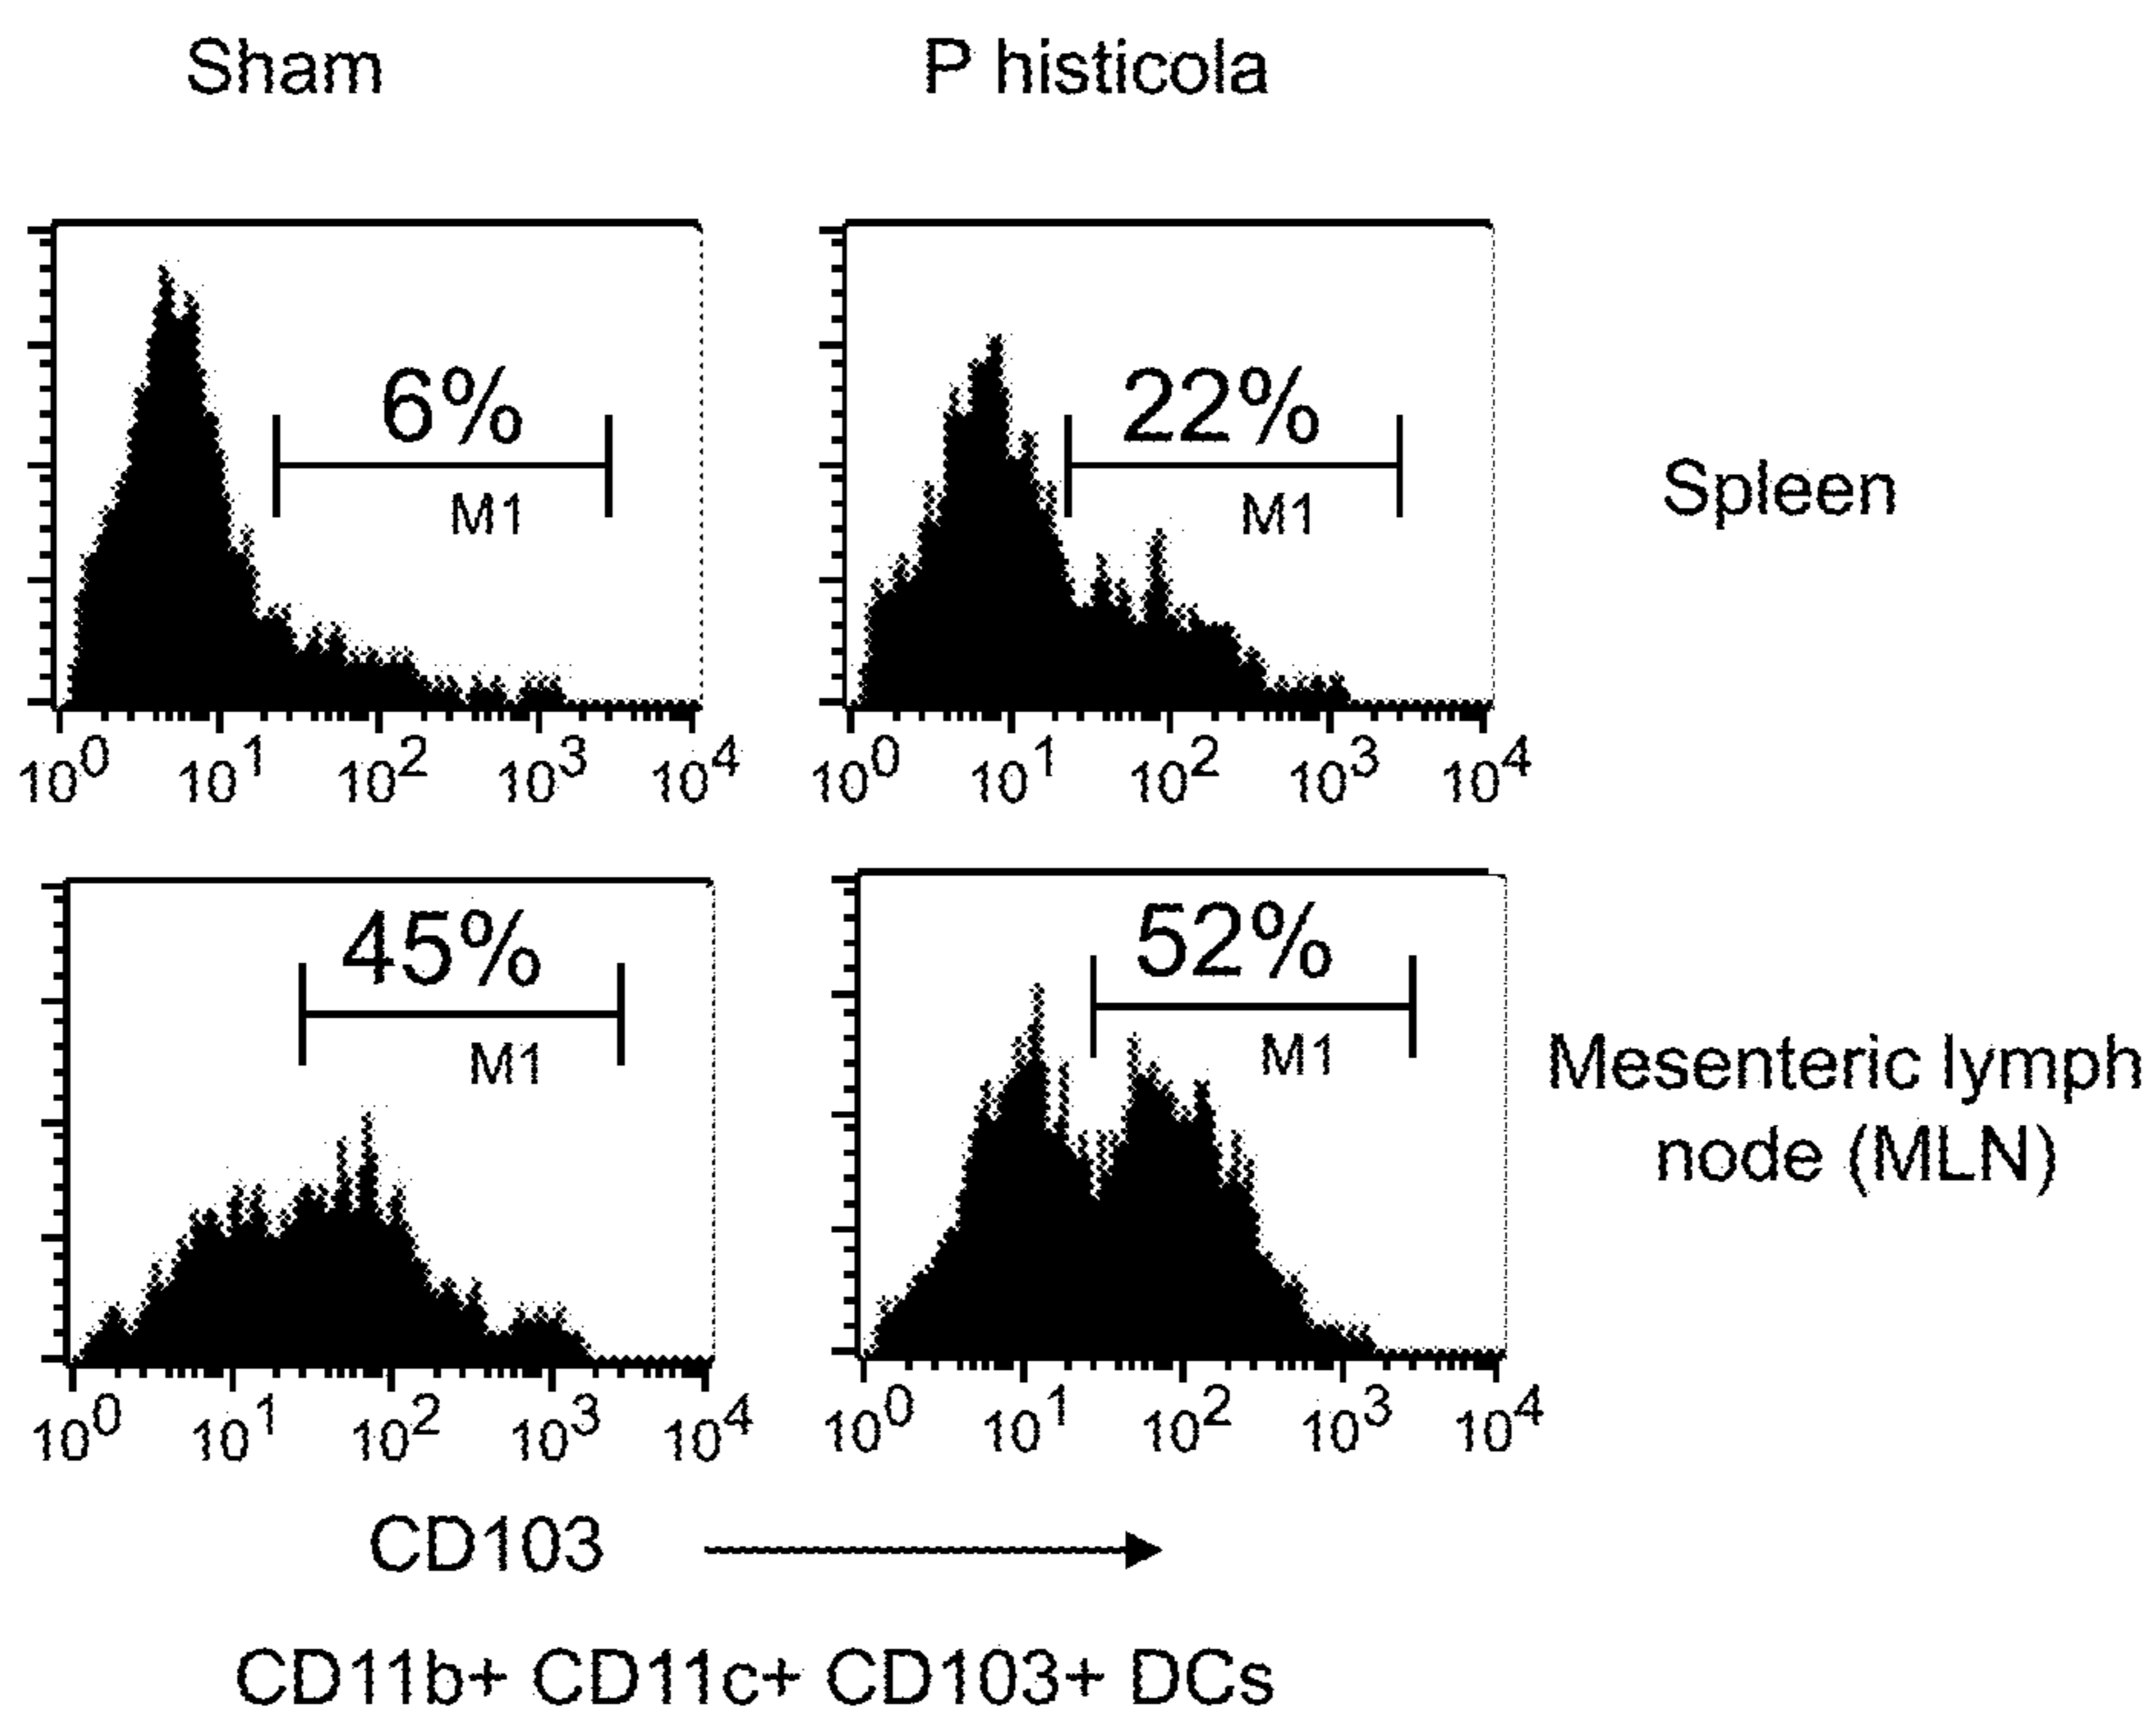 Sham P histicola
6% 22%
M1 M1
Spleen
10^0 10^1 10^2 10^3 10^4 10^0 10^1 10^2 10^3 10^4
45% 52%
M1 M1
Mesenteric lymph
node (MLN)
10^0 10^1 10^2 10^3 10^4 10^0 10^1 10^2 10^3 10^4
CD103
CD11b+ CD11c+ CD103+ DCs